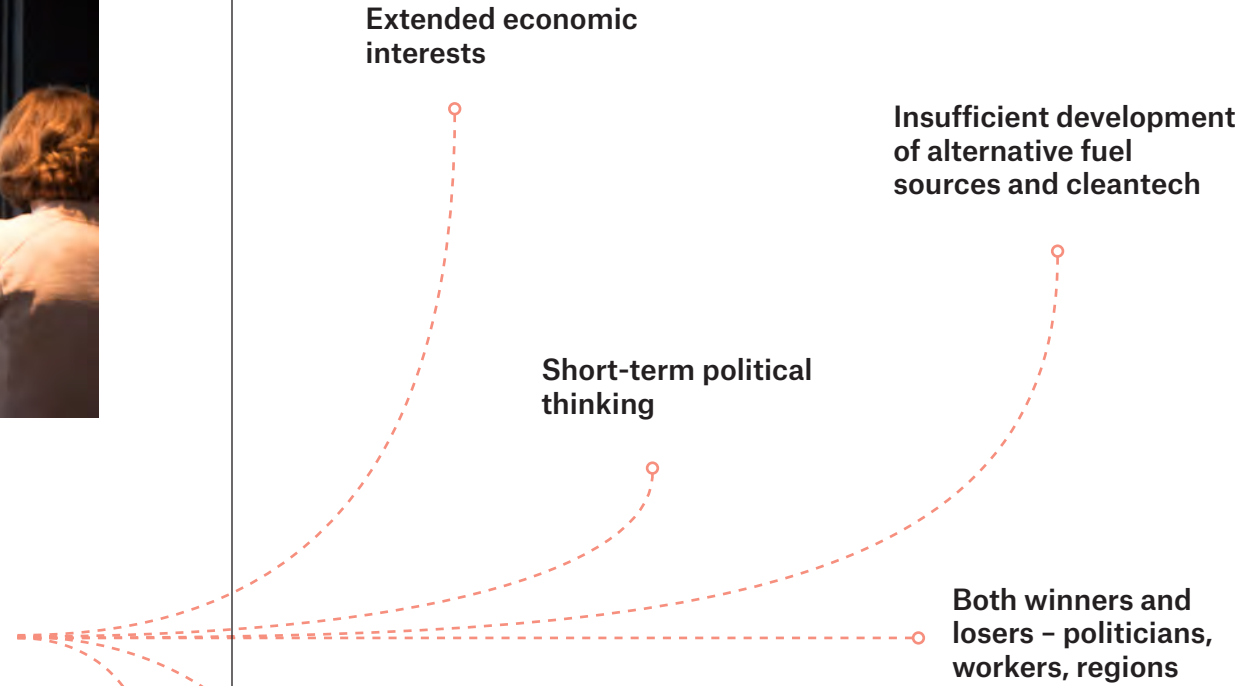 Extended economic
interests
Insufficient development
of alternative fuel
sources and cleantech
Short-term political
thinking
Both winners and
losers – politicians,
workers, regions